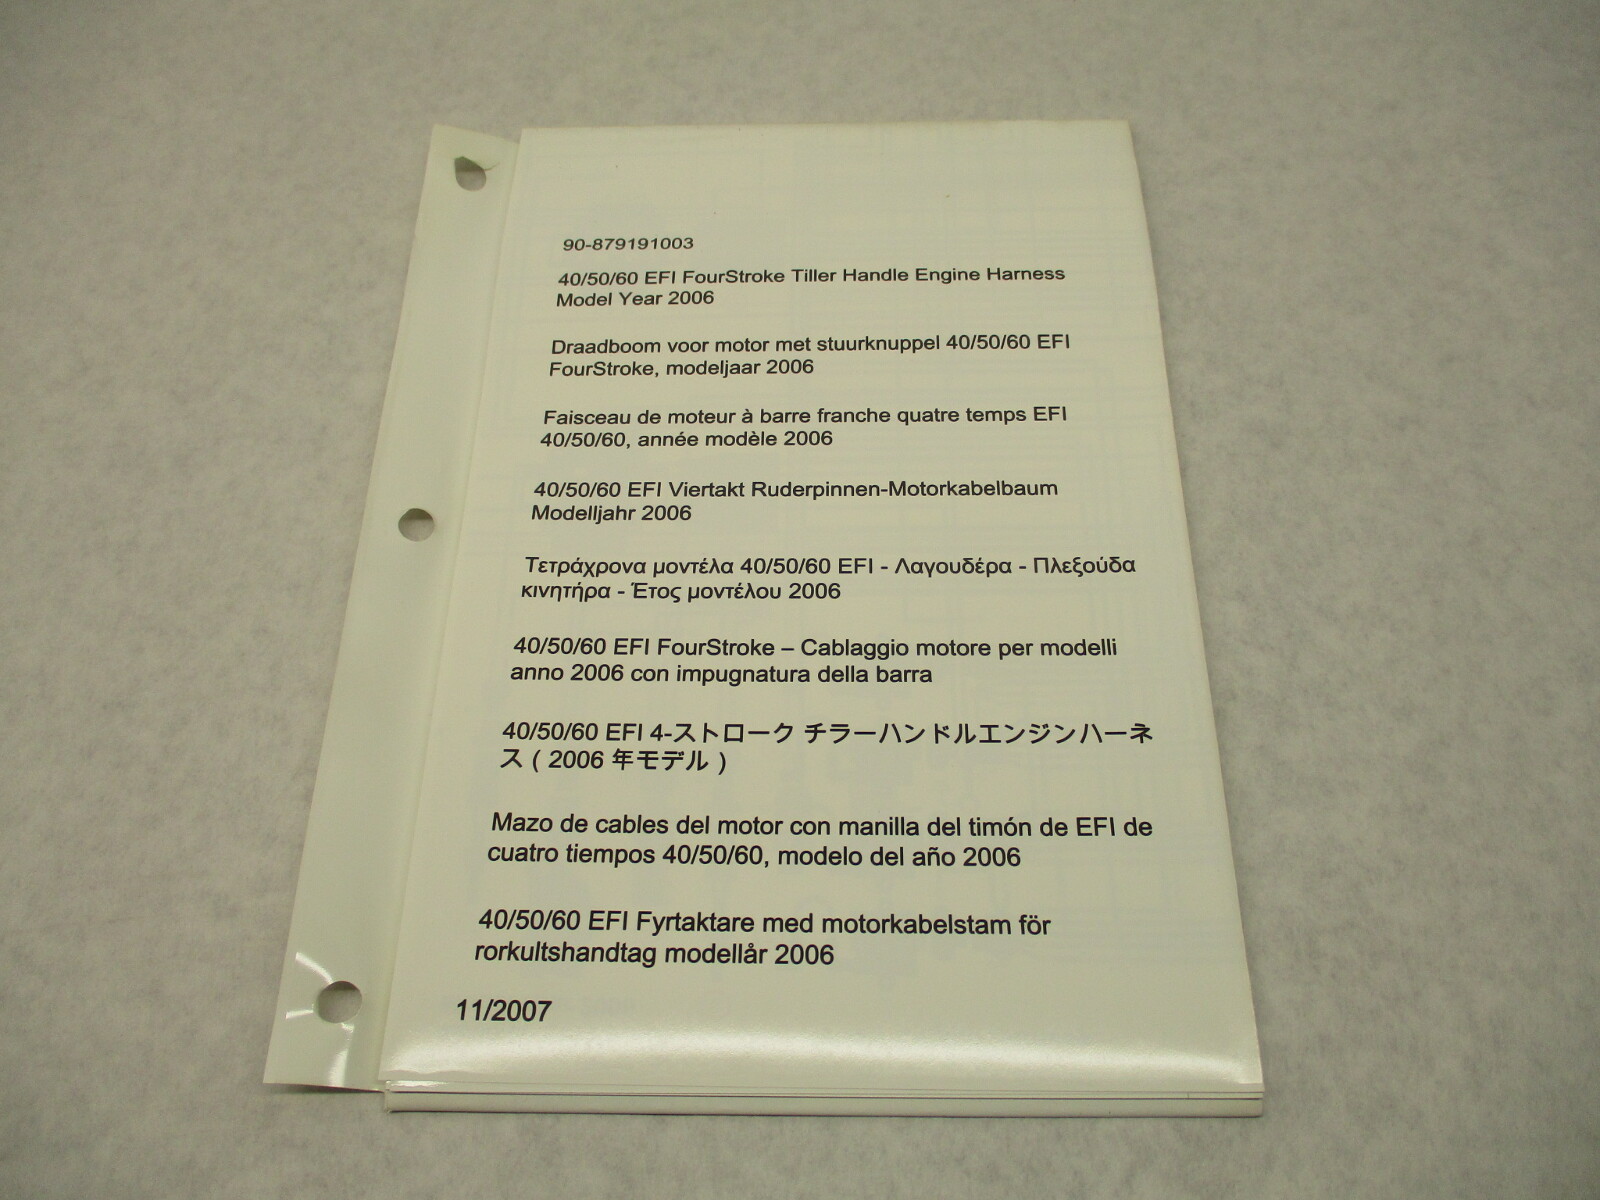 90-879191003
40/50/60 EFI FourStroke Tiller Handle Engine Harness
Model Year 2006
Draadboom voor motor met stuurknuppel 40/50/60 EFI
FourStroke, modeljaar 2006
Faisceau de moteur à barre franche quatre temps EFI
40/50/60, année modèle 2006
40/50/60 EFI Viertakt Ruderpinnen-Motorkabelbaum
Modelljahr 2006
Τετράχρονα μοντέλα 40/50/60 EFI - Λαγουδέρα - Πλεξούδα
κινητήρα - Έτος μοντέλου 2006
40/50/60 EFI FourStroke – Cablaggio motore per modelli
anno 2006 con impugnatura della barra
40/50/60 EFI 4-ストローク チラーハンドルエンジンハーネ
ス ( 2006 年モデル )
Mazo de cables del motor con manilla del timón de EFI de
cuatro tiempos 40/50/60, modelo del año 2006
40/50/60 EFI Fyrtaktare med motorkabelstam för
rorkultshandtag modellår 2006
11/2007